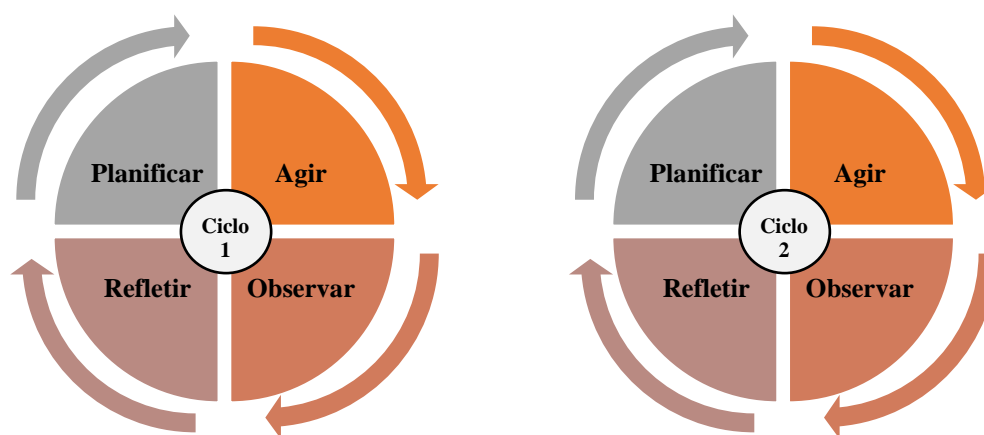 Planificar
Agir
Ciclo
1
Refletir
Observar
Planificar
Agir
Ciclo
2
Refletir
Observar